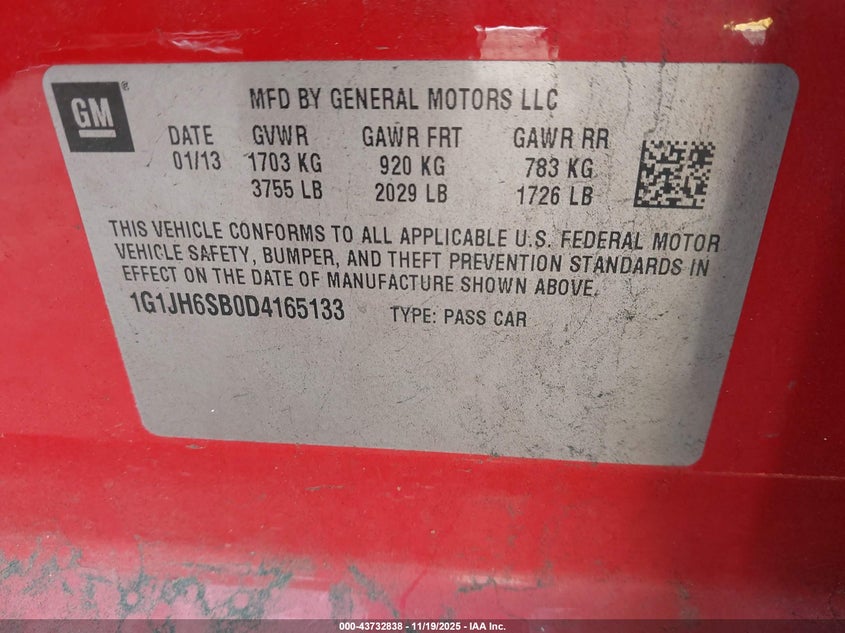 GM®
MFD BY GENERAL MOTORS LLC
DATE GVWR GAWR FRT GAWR RR
01/13 1703 KG 920 KG 783 KG
3755 LB 2029 LB 1726 LB
THIS VEHICLE CONFORMS TO ALL APPLICABLE U.S. FEDERAL MOTOR
VEHICLE SAFETY, BUMPER, AND THEFT PREVENTION STANDARDS IN
EFFECT ON THE DATE OF MANUFACTURE SHOWN ABOVE.
1G1JH6SB0D4165133 TYPE: PASS CAR
000-43732838 - 11/19/2025 - IAA Inc.